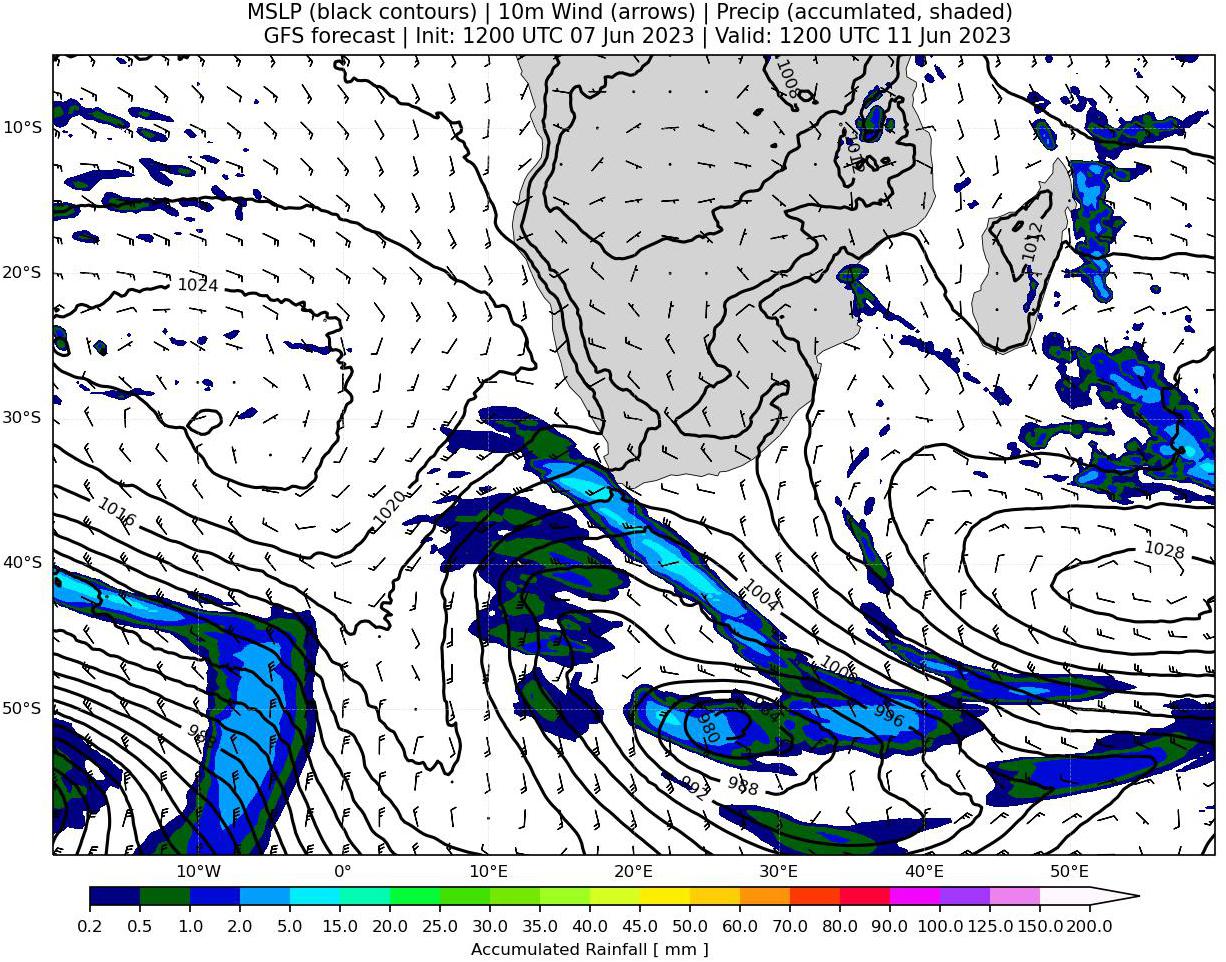 MSLP (black contours) | 10m Wind (arrows) | Precip (accumlated, shaded)
GFS forecast | Init: 1200 UTC 07 Jun 2023 | Valid: 1200 UTC 11 Jun 2023
1008
10°S
1012
1012
20°S
1024
30°S
1020
1016
1028
40°S
1004
1008
50°S
996
980
988
992
10°W 0° 10°E 20°E 30°E 40°E 50°E
0.2 0.5 1.0 2.0 5.0 15.0 20.0 25.0 30.0 35.0 40.0 45.0 50.0 60.0 70.0 80.0 90.0 100.0 125.0 150.0 200.0
Accumulated Rainfall [ mm ]